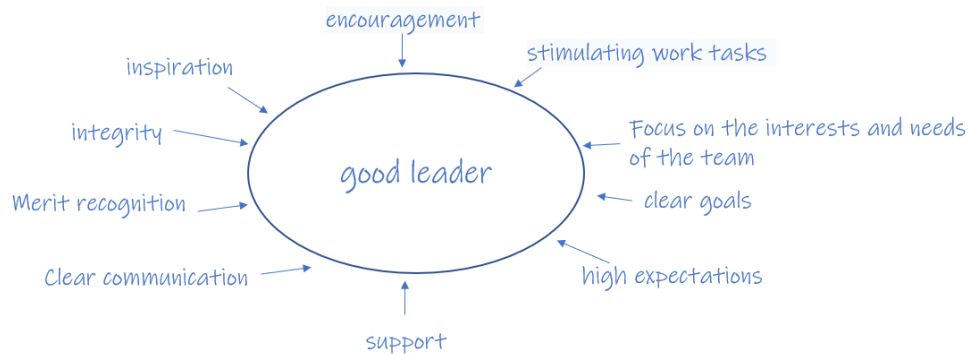 encouragement
stimulating work tasks
inspiration
integrity
Focus on the interests and needs
of the team
good leader
Merit recognition
clear goals
Clear communication
high expectations
support